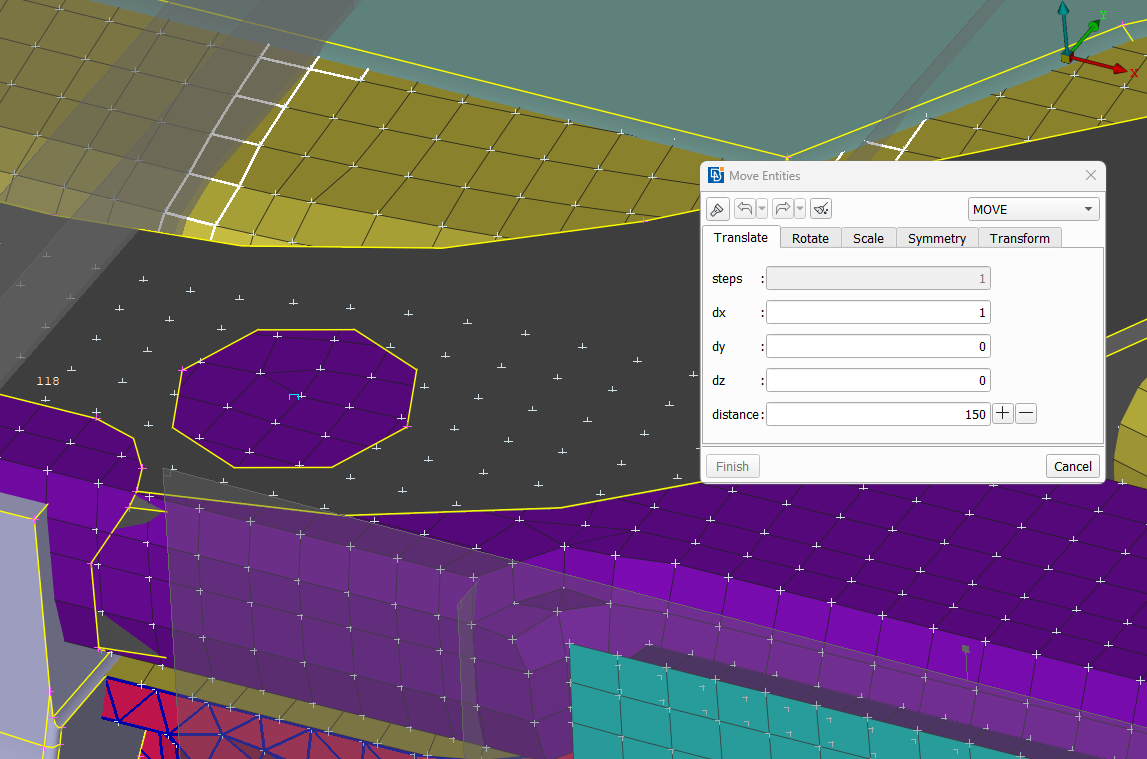 Y
X
Move Entities
MOVE
Translate Rotate Scale Symmetry Transform
steps : 1
dx : 1
dy : 0
dz : 0
distance: 150
Finish Cancel
118